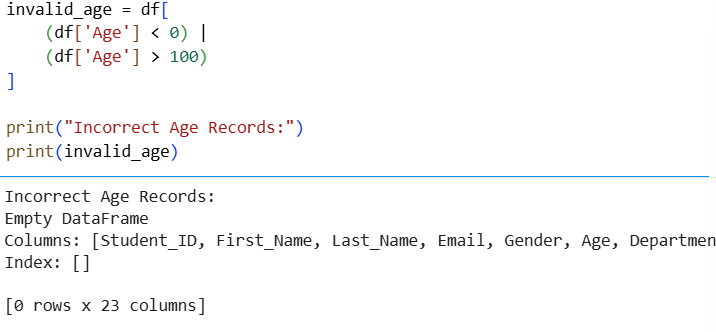 invalid_age = df[
    (df['Age'] < 0) |
    (df['Age'] > 100)
]
print("Incorrect Age Records:")
print(invalid_age)
Incorrect Age Records:
Empty DataFrame
Columns: [Student_ID, First_Name, Last_Name, Email, Gender, Age, Departmen
Index: []
[0 rows x 23 columns]